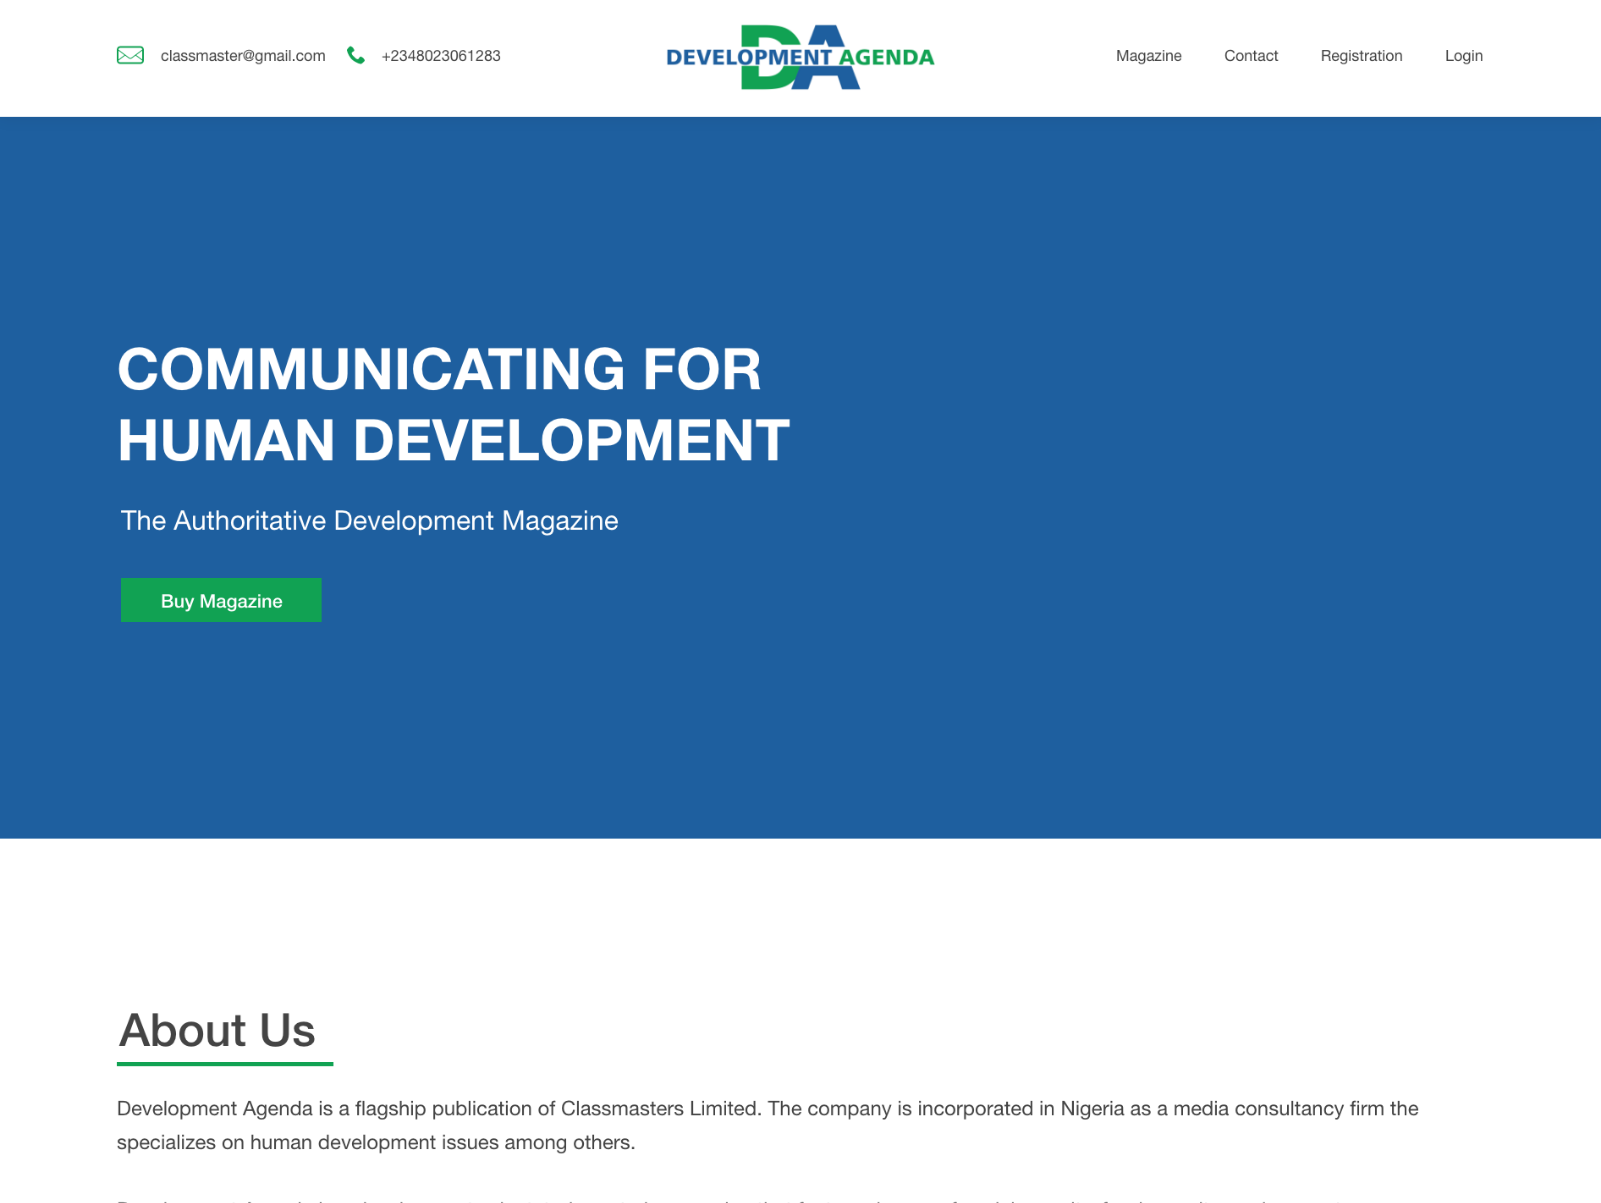 classmaster@gmail.com +2348023061283 DEVELOPMENT AGENDA Magazine Contact Registration Login
COMMUNICATING FOR
HUMAN DEVELOPMENT
The Authoritative Development Magazine
Buy Magazine
About Us
Development Agenda is a flagship publication of Classmasters Limited. The company is incorporated in Nigeria as a media consultancy firm the
specializes on human development issues among others.